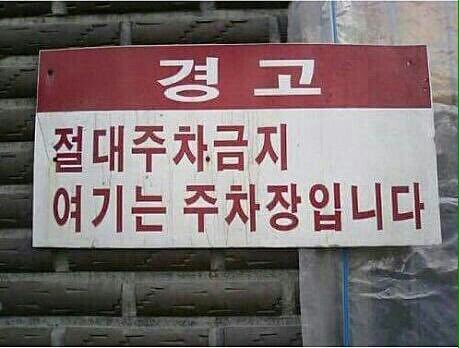 경고
절대주차금지
여기는 주차장입니다